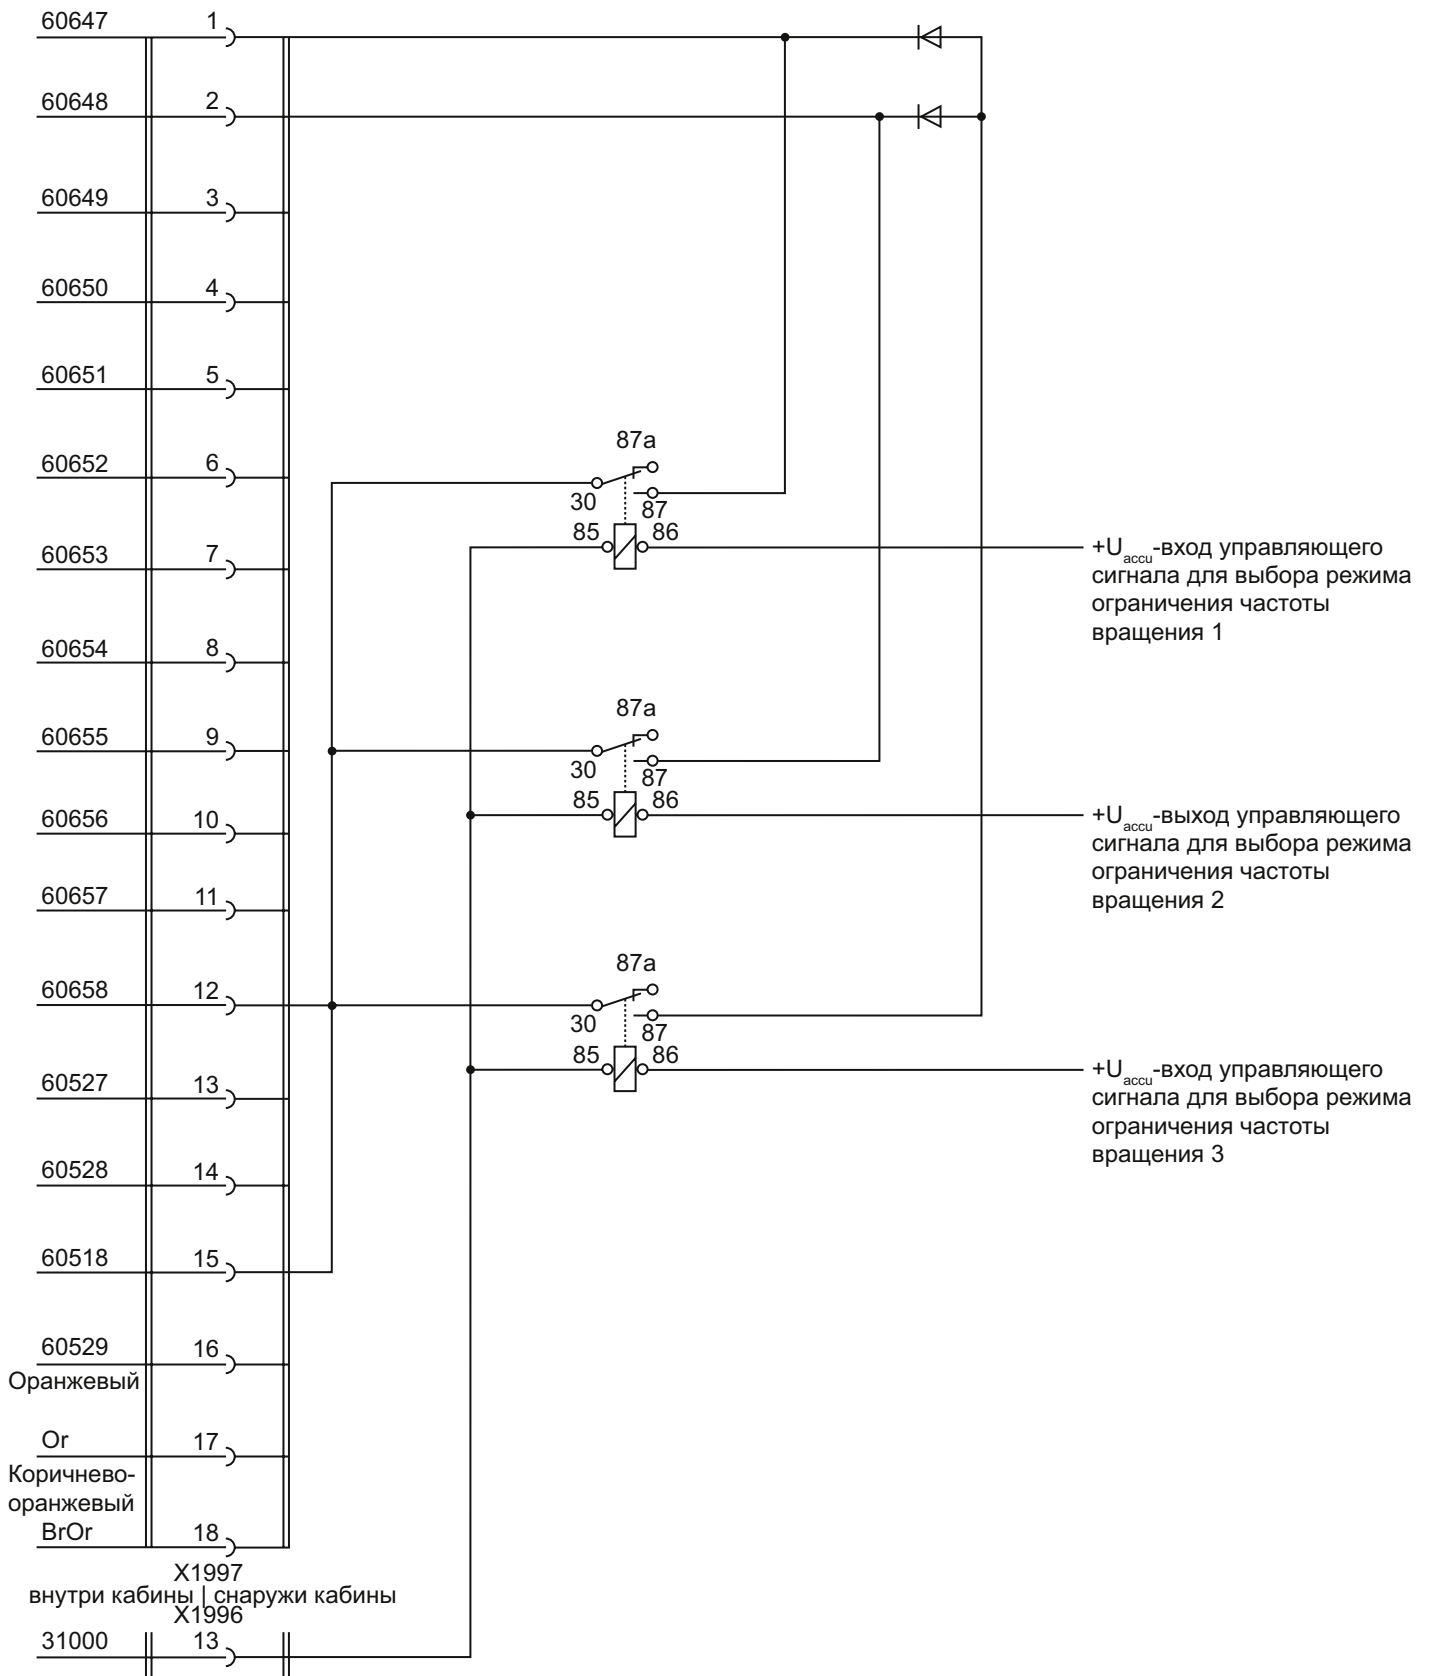 60647 1
60648 2
60649 3
60650 4
60651 5
60652 6
60653 7
60654 8
60655 9
60656 10
60657 11
60658 12
60527 13
60528 14
60518 15
60529 16
Оранжевый
Or 17
Коричнево-
оранжевый
BrOr 18
X1997
внутри кабины | снаружи кабины
X1996
31000 13
87a
30 87
85 86
+Uaccu-вход управляющего
сигнала для выбора режима
ограничения частоты
вращения 1
87a
30 87
85 86
+Uaccu-выход управляющего
сигнала для выбора режима
ограничения частоты
вращения 2
87a
30 87
85 86
+Uaccu-вход управляющего
сигнала для выбора режима
ограничения частоты
вращения 3